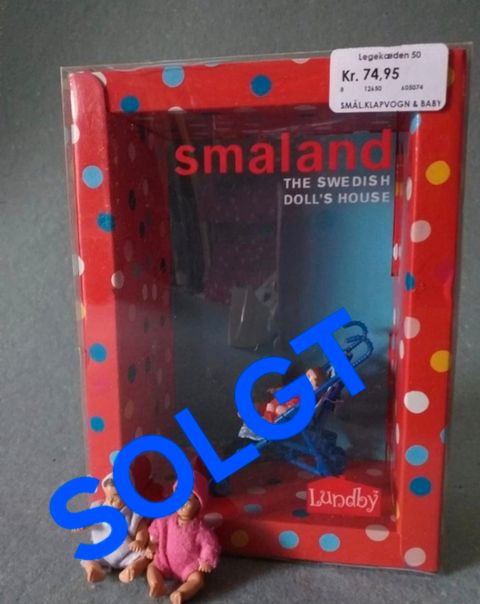 Legekæden 50
Kr. 74,95
8 12650 605074
SMÅL.KLAPVOGN & BABY
smaland
THE SWEDISH
DOLL'S HOUSE
SOLGT
Lundby